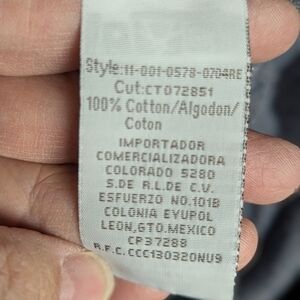 Style:11-001-0578-0704RE
Cut:CT072851
100% Cotton/Algodon/
Coton
IMPORTADOR
COMERCIALIZADORA
COLORADO 5280
S.DE R.L.DE C.V.
ESFUERZO NO.101B
COLONIA EYUPOL
LEON,GTO.MEXICO
CP37288
R.F.C. CCC130320NU9